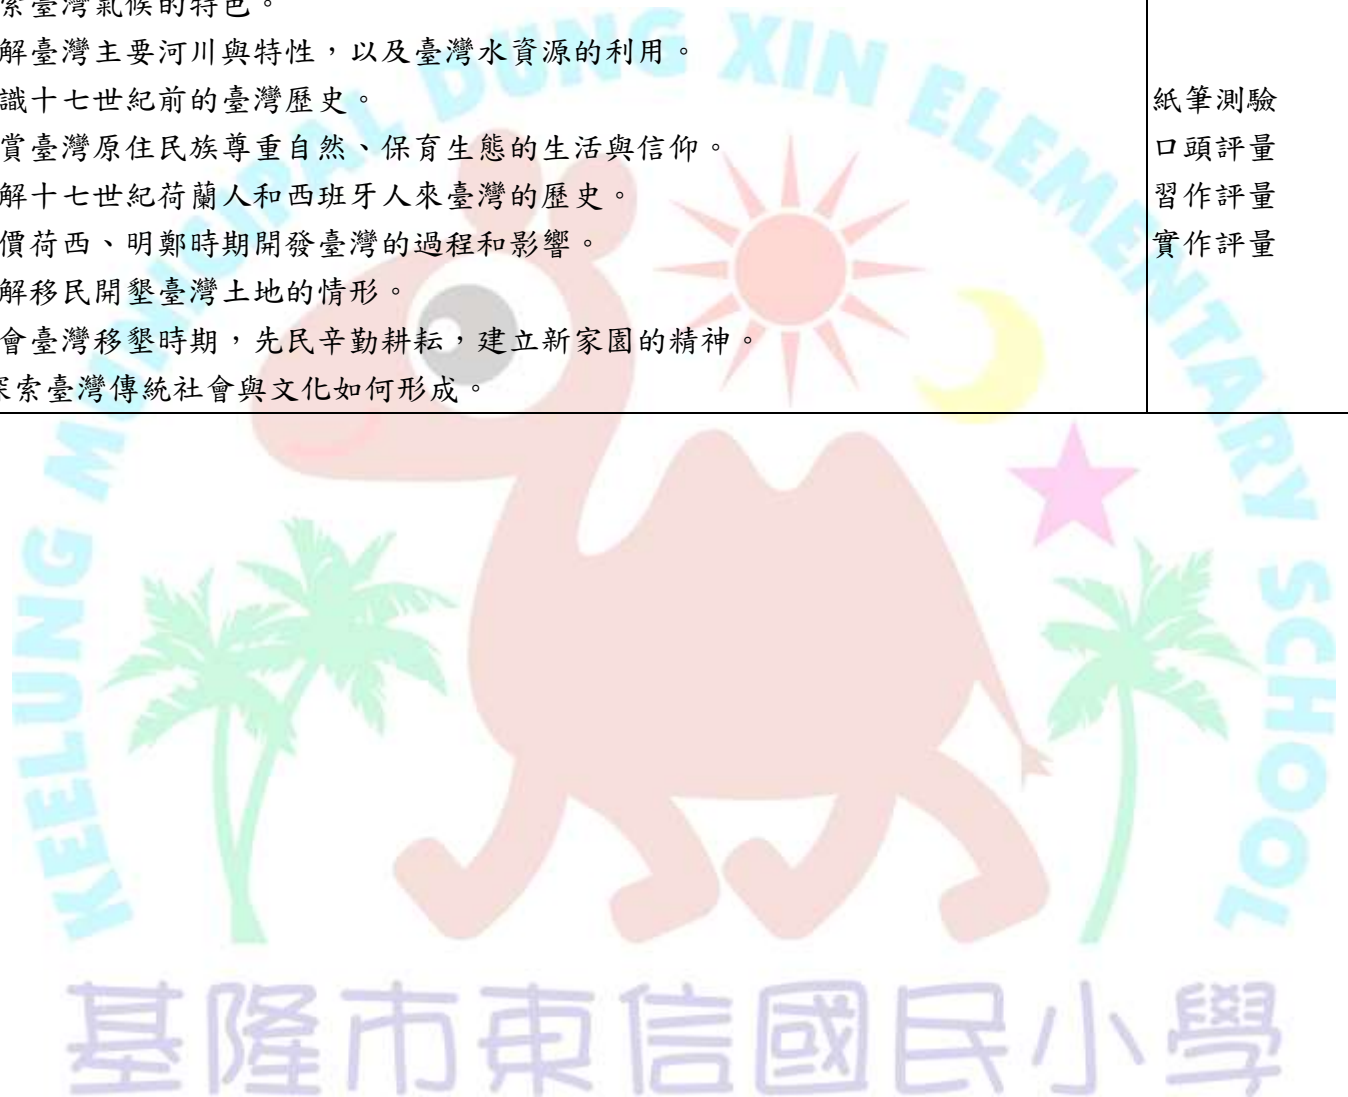 索臺灣氣候的特色。
解臺灣主要河川與特性，以及臺灣水資源的利用。
識十七世紀前的臺灣歷史。
賞臺灣原住民族尊重自然、保育生態的生活與信仰。
解十七世紀荷蘭人和西班牙人來臺灣的歷史。
價荷西、明鄭時期開發臺灣的過程和影響。
解移民開墾臺灣土地的情形。
會臺灣移墾時期，先民辛勤耕耘，建立新家園的精神。
探索臺灣傳統社會與文化如何形成。
紙筆測驗
口頭評量
習作評量
實作評量
KEELUNG MUNICIPAL DUNG XIN ELEMENTARY SCHOOL
基隆市東信國民小學